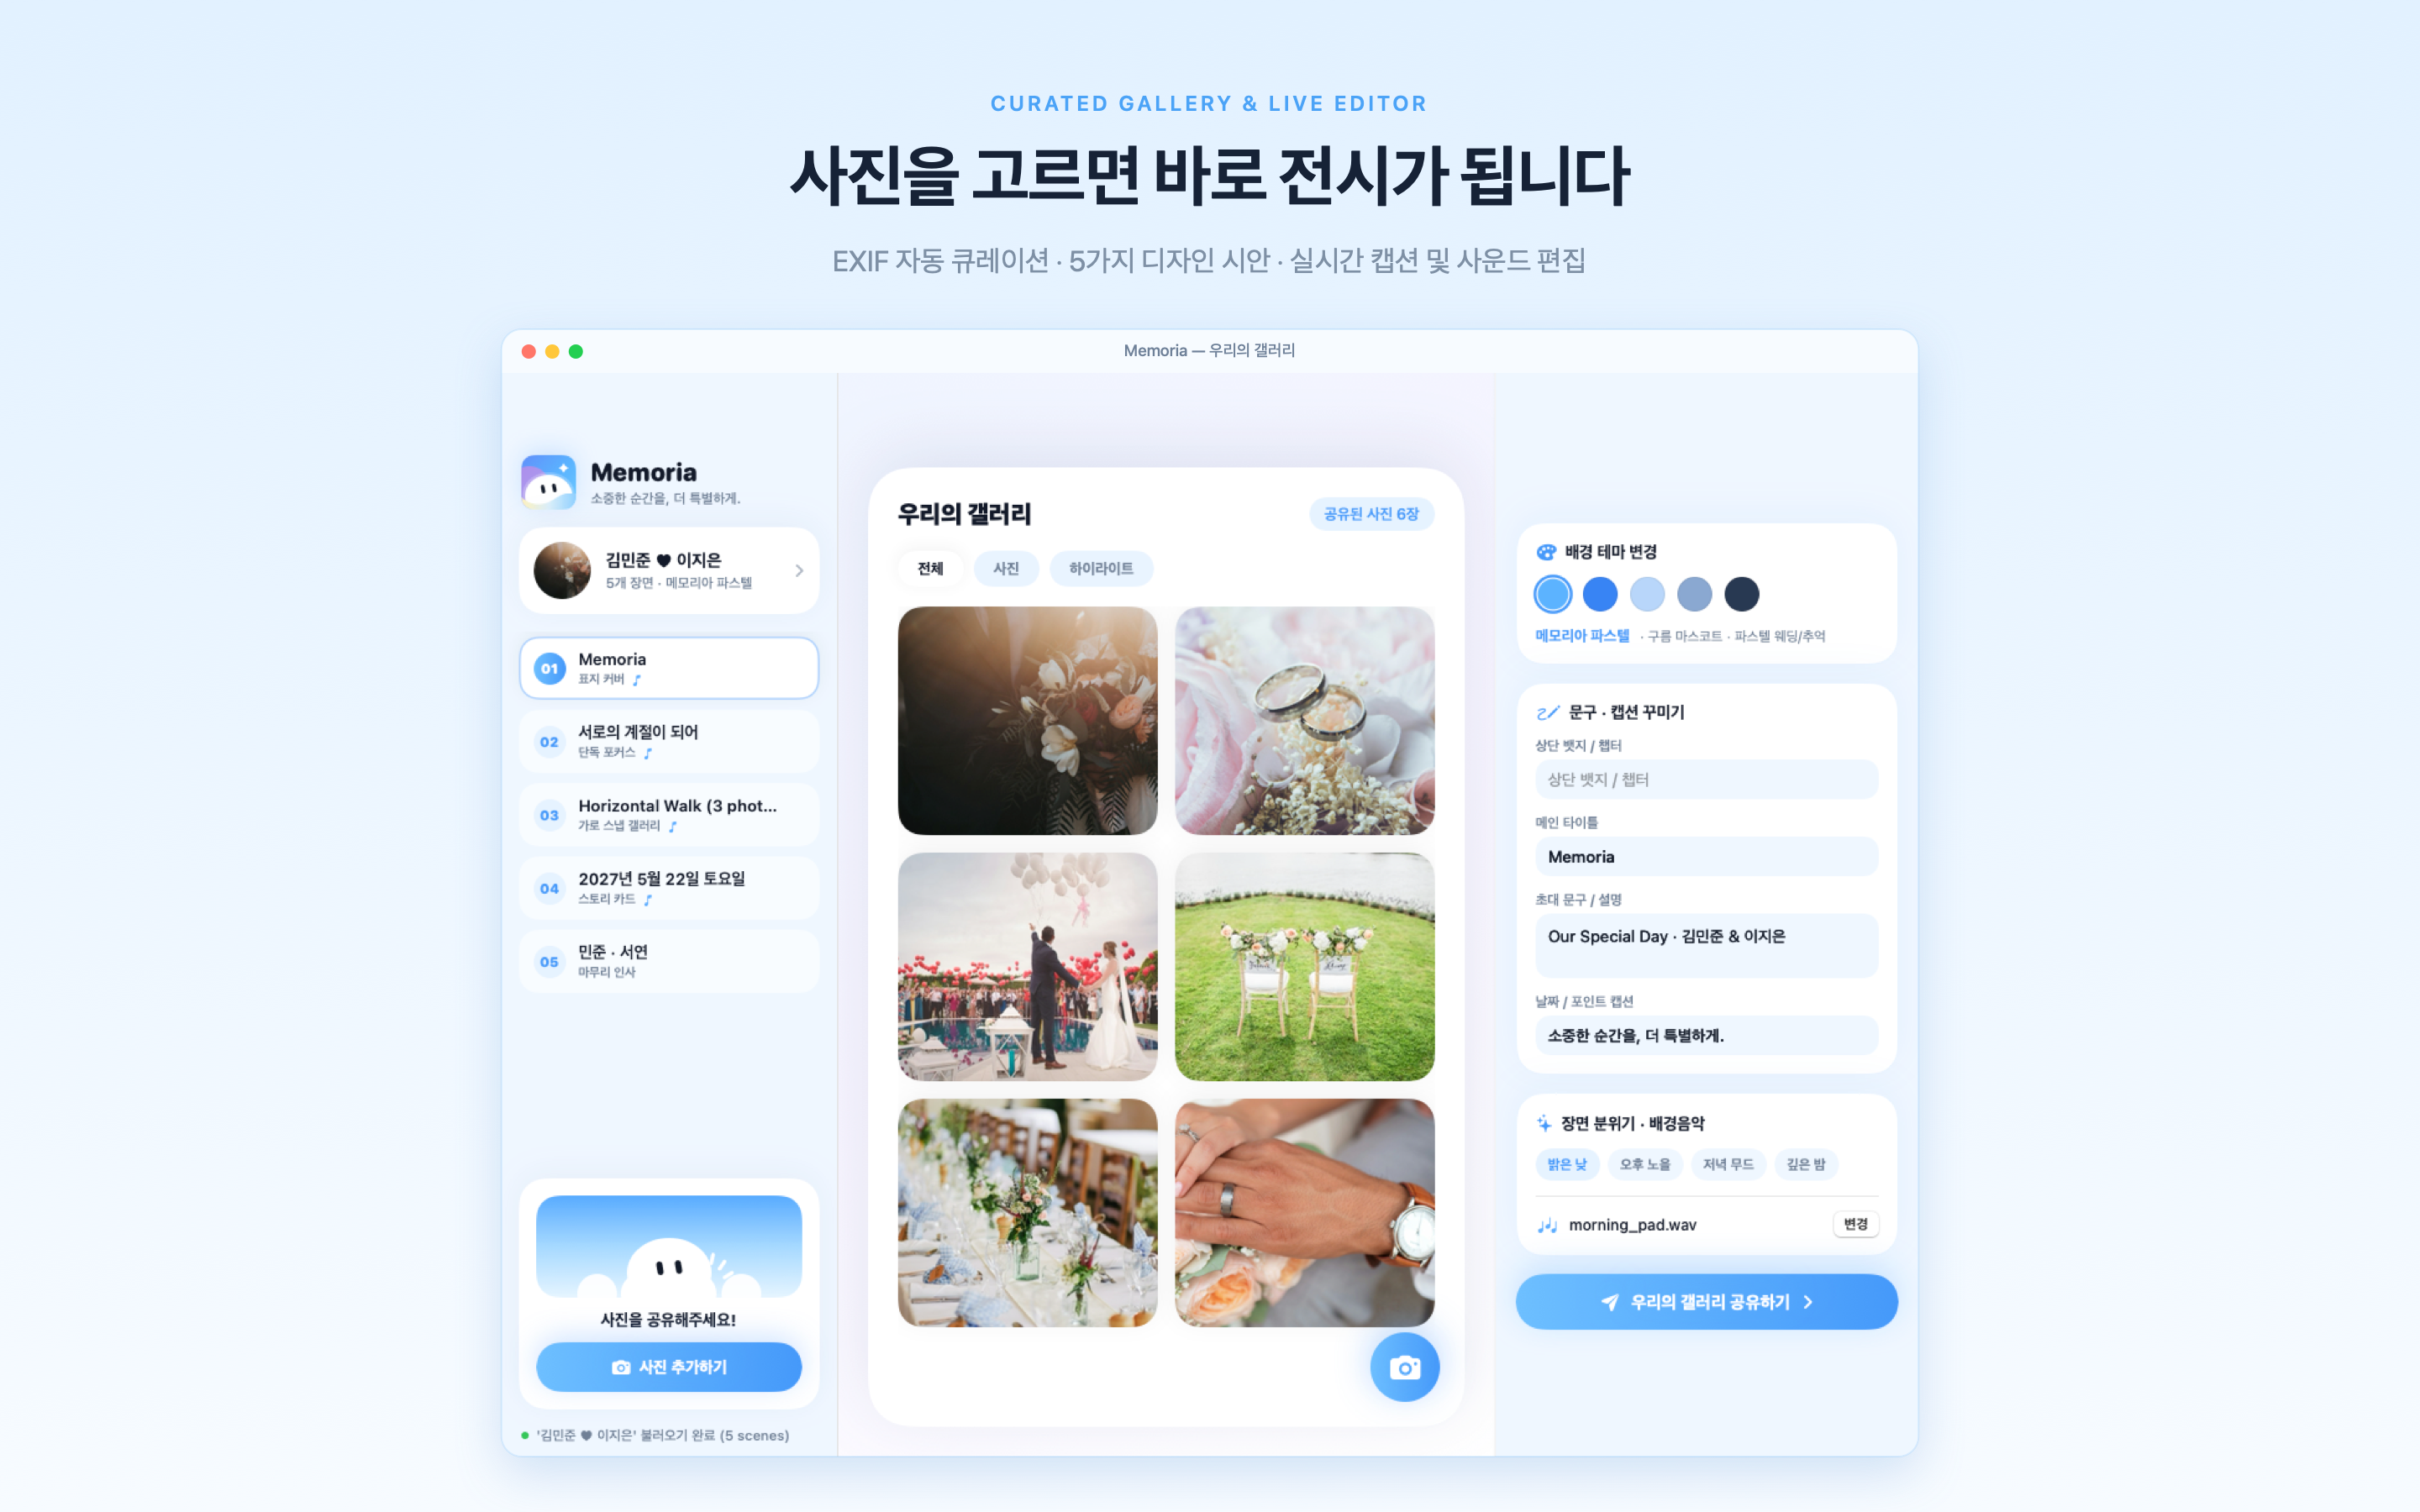 CURATED GALLERY & LIVE EDITOR
사진을 고르면 바로 전시가 됩니다
EXIF 자동 큐레이션 · 5가지 디자인 시안 · 실시간 캡션 및 사운드 편집
Memoria — 우리의 갤러리
Memoria
소중한 순간을, 더 특별하게.
김민준 ♥ 이지은
5개 장면 · 메모리아 파스텔
01
Memoria
표지 커버
02
서로의 계절이 되어
단독 포커스
03
Horizontal Walk (3 phot...
가로 스냅 갤러리
04
2027년 5월 22일 토요일
스토리 카드
05
민준 · 서연
마무리 인사
사진을 공유해주세요!
사진 추가하기
'김민준 ♥ 이지은' 불러오기 완료 (5 scenes)
우리의 갤러리
공유된 사진 6장
전체
사진
하이라이트
배경 테마 변경
메모리아 파스텔 · 구름 마스코트 · 파스텔 웨딩/추억
문구 · 캡션 꾸미기
상단 뱃지 / 챕터
상단 뱃지 / 챕터
메인 타이틀
Memoria
초대 문구 / 설명
Our Special Day · 김민준 & 이지은
날짜 / 포인트 캡션
소중한 순간을, 더 특별하게.
장면 분위기 · 배경음악
밝은 낮
오후 노을
저녁 무드
깊은 밤
morning_pad.wav
변경
우리의 갤러리 공유하기